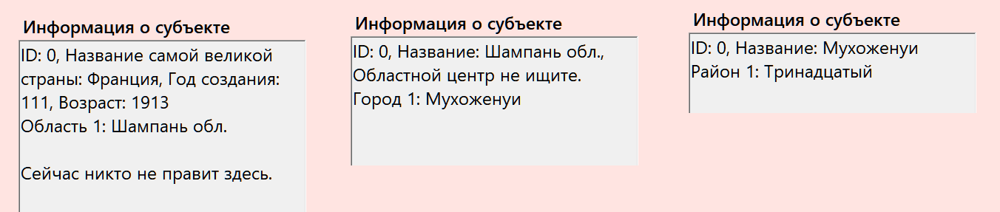 Информация о субъекте
ID: 0, Название самой великой
страны: Франция, Год создания:
111, Возраст: 1913
Область 1: Шампань обл.
Сейчас никто не правит здесь.
Информация о субъекте
ID: 0, Название: Шампань обл.,
Областной центр не ищите.
Город 1: Мухоженуи
Информация о субъекте
ID: 0, Название: Мухоженуи
Район 1: Тринадцатый